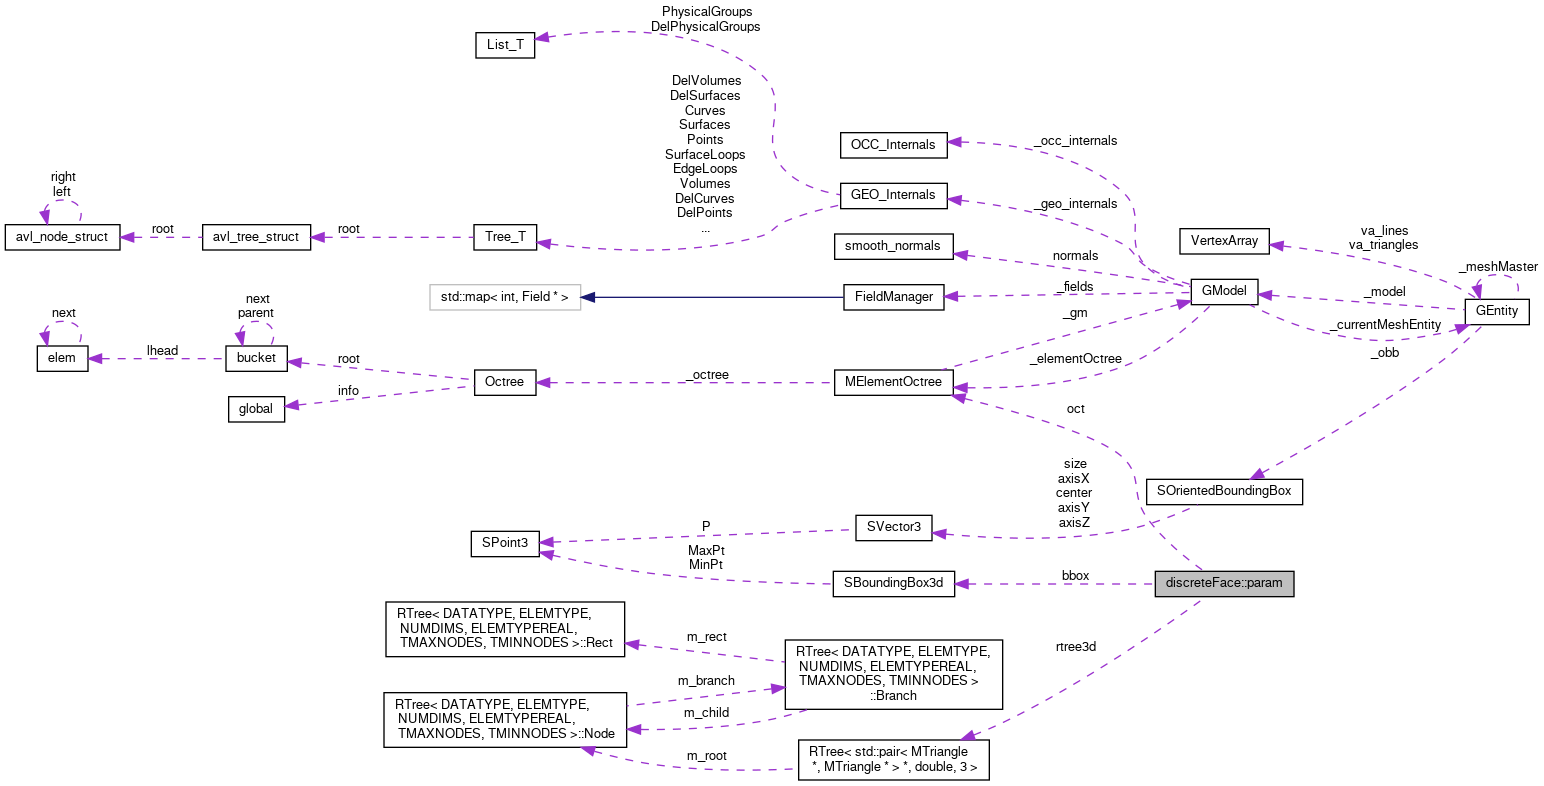 PhysicalGroups
DelPhysicalGroups
List_T
DelVolumes
DelSurfaces
Curves
Surfaces
Points
SurfaceLoops
EdgeLoops
Volumes
DelCurves
DelPoints
...
OCC_Internals
_occ_internals
GEO_Internals
_geo_internals
right
left
avl_node_struct
root
avl_tree_struct
root
Tree_T
smooth_normals
normals
VertexArray
va_lines
va_triangles
_meshMaster
std::map< int, Field * >
FieldManager
_fields
GModel
_model
GEntity
_gm
_currentMeshEntity
_obb
next
elem
lhead
next
parent
bucket
root
info
global
Octree
_octree
MElementOctree
_elementOctree
oct
size
axisX
center
axisY
axisZ
SOrientedBoundingBox
SPoint3
P
SVector3
MaxPt
MinPt
SBoundingBox3d
bbox
discreteFace::param
RTree< DATATYPE, ELEMTYPE,
NUMDIMS, ELEMTYPEREAL,
TMAXNODES, TMINNODES >::Rect
m_rect
RTree< DATATYPE, ELEMTYPE,
NUMDIMS, ELEMTYPEREAL,
TMAXNODES, TMINNODES >
::Branch
rtree3d
RTree< DATATYPE, ELEMTYPE,
NUMDIMS, ELEMTYPEREAL,
TMAXNODES, TMINNODES >::Node
m_branch
m_child
m_root
RTree< std::pair< MTriangle
*, MTriangle * > *, double, 3 >